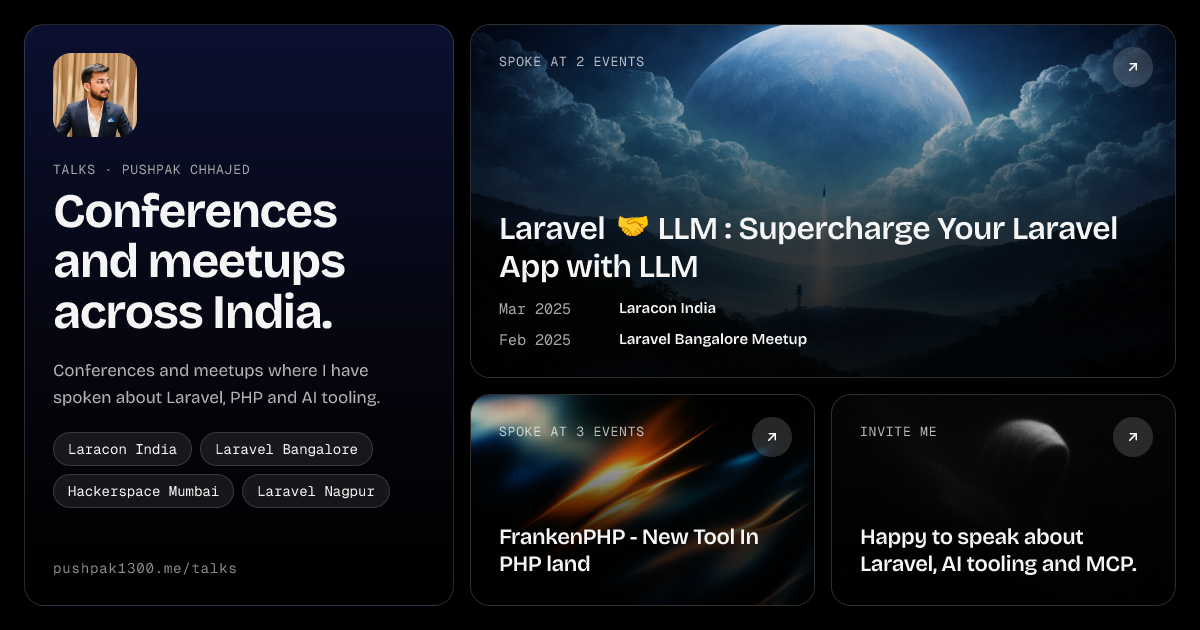 TALKS · PUSHPAK CHHAJED
Conferences
and meetups
across India.
Conferences and meetups where I have
spoken about Laravel, PHP and AI tooling.
Laracon India
Laravel Bangalore
Hackerspace Mumbai
Laravel Nagpur
pushpak1300.me/talks
SPOKE AT 2 EVENTS
Laravel 🤝 LLM : Supercharge Your Laravel
App with LLM
Mar 2025 Laracon India
Feb 2025 Laravel Bangalore Meetup
SPOKE AT 3 EVENTS
FrankenPHP - New Tool In
PHP land
INVITE ME
Happy to speak about
Laravel, AI tooling and MCP.